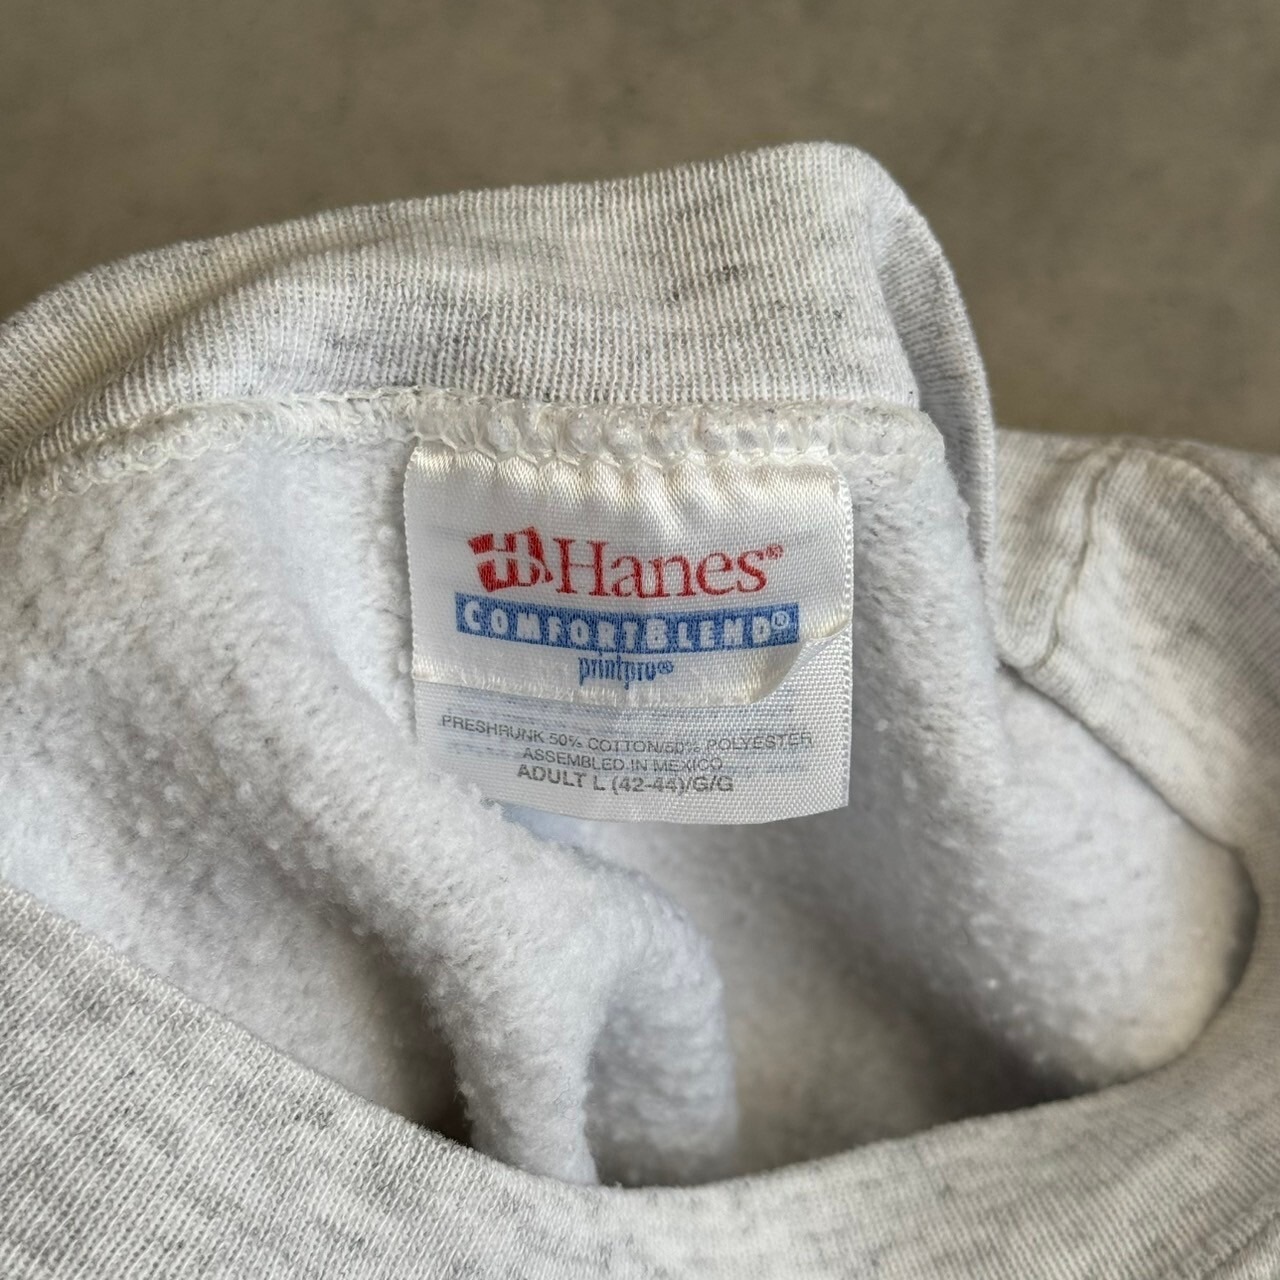 Hanes®
COMFORTBLEND®
printpro®
PRESHRUNK 50% COTTON/50% POLYESTER
ASSEMBLED IN MEXICO
ADULT L (42-44)/G/G